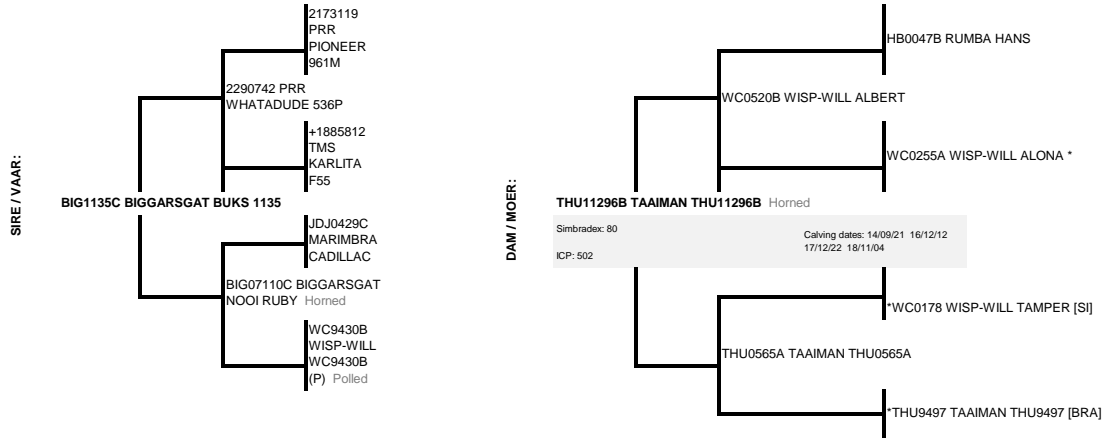 SIRE / VAAR:
2173119
PRR
PIONEER
961M
2290742 PRR
WHATADUDE 536P
+1885812
TMS
KARLITA
F55
BIG1135C BIGGARSGAT BUKS 1135
JDJ0429C
MARIMBRA
CADILLAC
BIG07110C BIGGARSGAT
NOOI RUBY Horned
WC9430B
WISP-WILL
WC9430B
(P) Polled
DAM / MOER:
HB0047B RUMBA HANS
WC0520B WISP-WILL ALBERT
WC0255A WISP-WILL ALONA *
THU11296B TAAIMAN THU11296B Horned
Simbradex: 80
ICP: 502
Calving dates: 14/09/21 16/12/12
17/12/22 18/11/04
*WC0178 WISP-WILL TAMPER [SI]
THU0565A TAAIMAN THU0565A
*THU9497 TAAIMAN THU9497 [BRA]